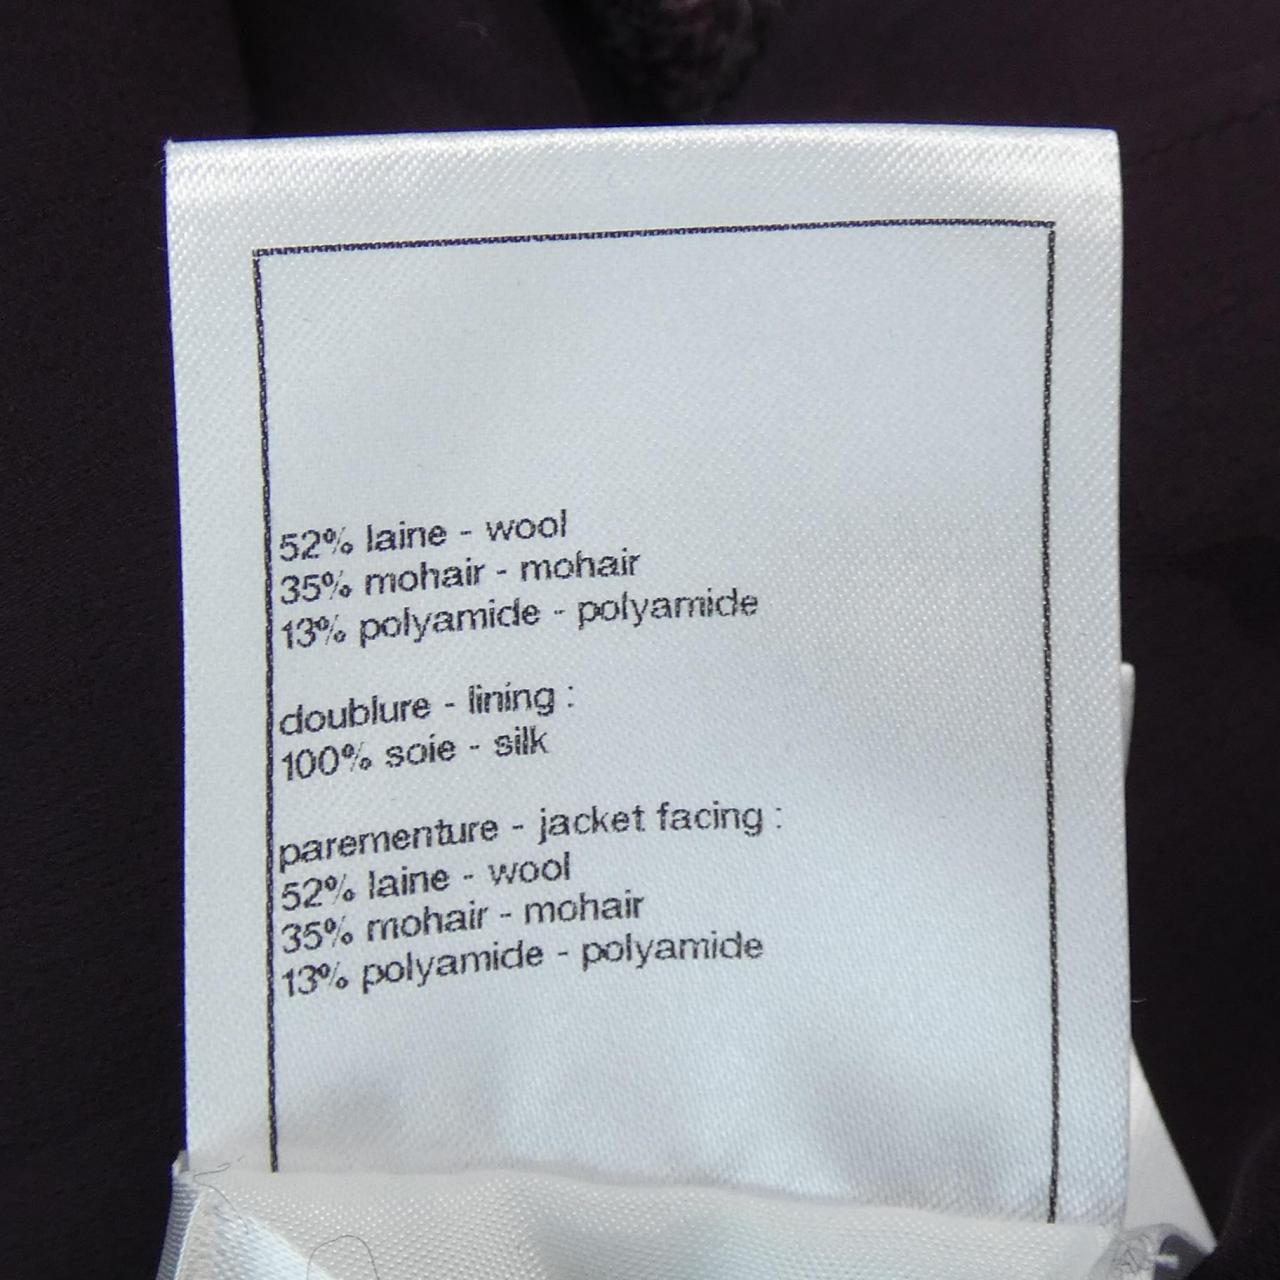 52% laine - wool
35% mohair - mohair
13% polyamide - polyamide
doublure - lining :
100% soie - silk
parementure - jacket facing :
52% laine - wool
35% mohair - mohair
13% polyamide - polyamide